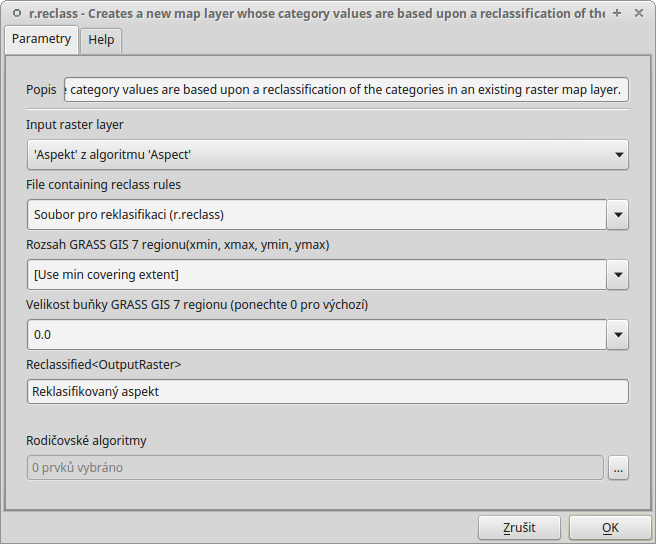 r.reclass - Creates a new map layer whose category values are based upon a reclassification of the
Parametry Help
Popis category values are based upon a reclassification of the categories in an existing raster map layer.
Input raster layer
'Aspekt' z algoritmu 'Aspect'
File containing reclass rules
Soubor pro reklasifikaci (r.reclass)
Rozsah GRASS GIS 7 regionu(xmin, xmax, ymin, ymax)
[Use min covering extent]
Velikost buňky GRASS GIS 7 regionu (ponechte 0 pro výchozí)
0.0
Reclassified<OutputRaster>
Reklasifikovaný aspekt
Rodičovské algoritmy
0 prvků vybráno ...
Zrušit OK